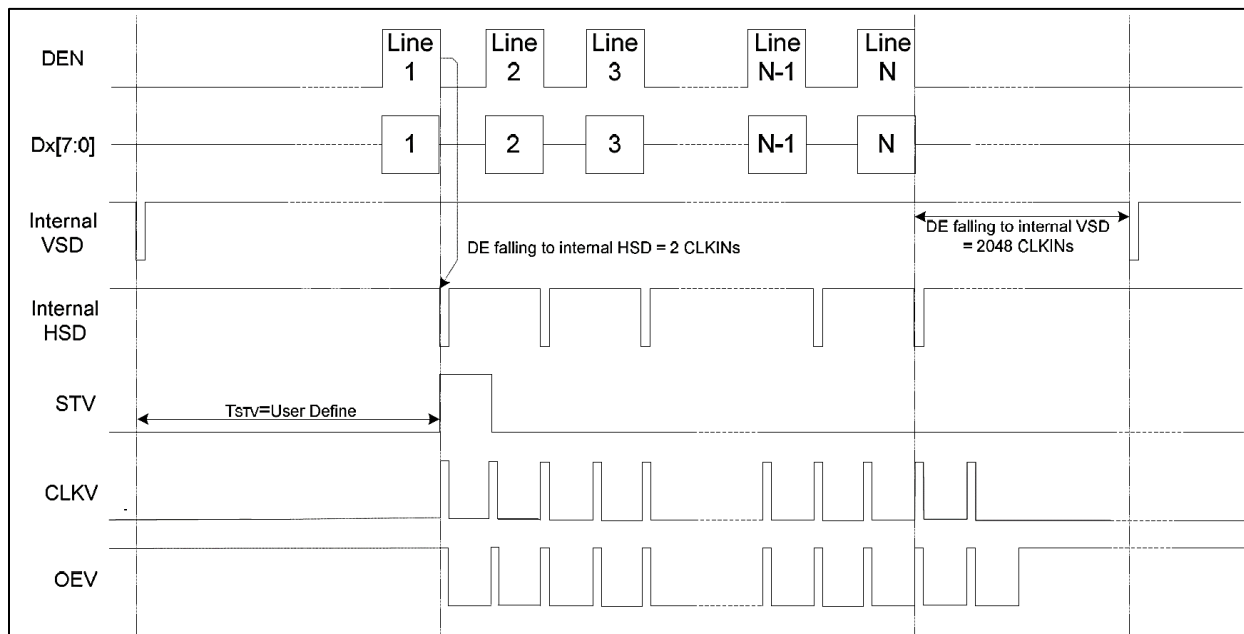 DEN
Line
1
Line
2
Line
3
Line
N-1
Line
N
Dx[7:0]
1
2
3
N-1
N
Internal
VSD
DE falling to internal HSD = 2 CLKINs
DE falling to internal VSD
= 2048 CLKINs
Internal
HSD
STV
TSTV=User Define
CLKV
OEV